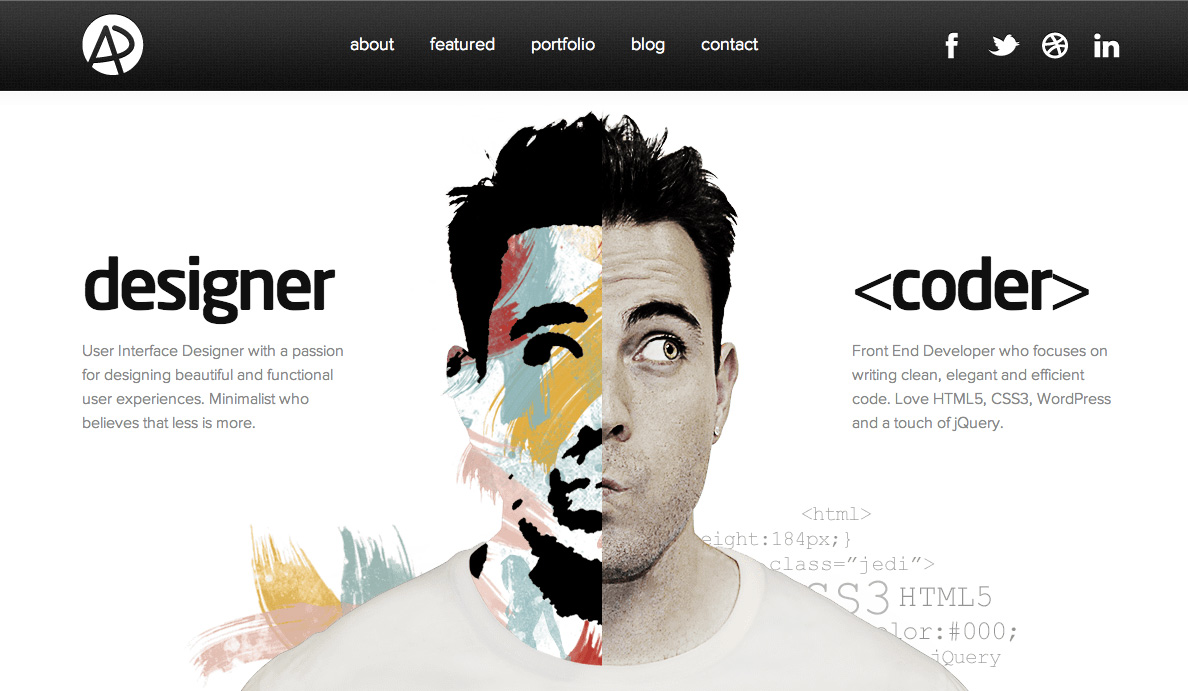 AP
about featured portfolio blog contact
designer
User Interface Designer with a passion
for designing beautiful and functional
user experiences. Minimalist who
believes that less is more.
<coder>
Front End Developer who focuses on
writing clean, elegant and efficient
code. Love HTML5, CSS3, WordPress
and a touch of jQuery.
<html>
eight:184px;}
class=”jedi”>
SS3 HTML5
lor:#000;
jQuery